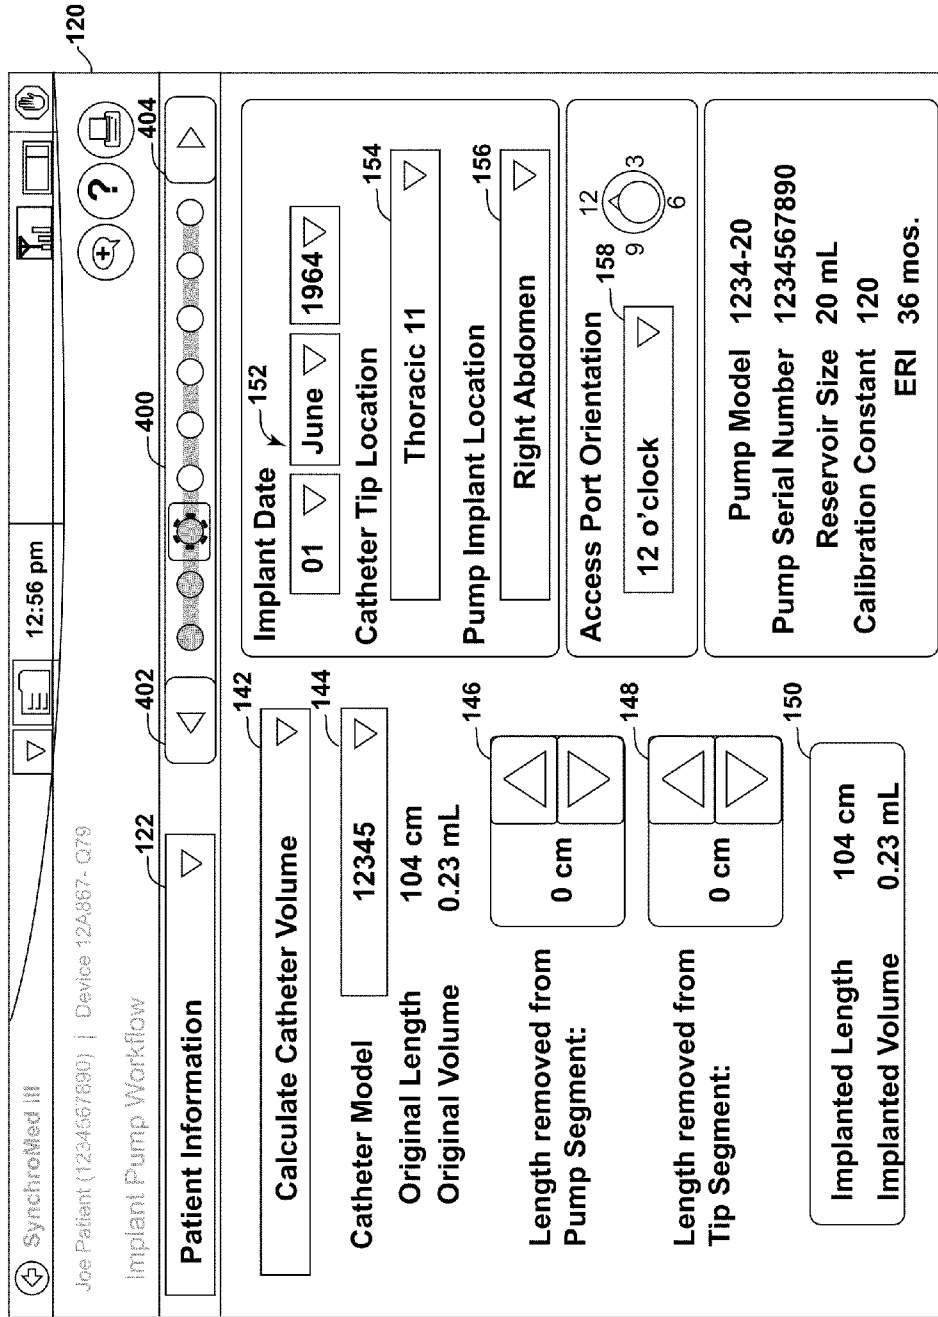 SynchroMed III
12:56 pm
120
Joe Patient (1234567890) | Device 12A867- Q79
Implant Pump Workflow
?
122
402
400
404
Patient Information
142
Calculate Catheter Volume
144
Catheter Model 12345
Original Length 104 cm
Original Volume 0.23 mL
146
Length removed from
Pump Segment:
0 cm
148
Length removed from
Tip Segment:
0 cm
150
Implanted Length 104 cm
Implanted Volume 0.23 mL
Implant Date 152
01 June 1964
Catheter Tip Location 154
Thoracic 11
Pump Implant Location 156
Right Abdomen
Access Port Orientation 158
12 o'clock
12
9 3
6
Pump Model 1234-20
Pump Serial Number 1234567890
Reservoir Size 20 mL
Calibration Constant 120
ERI 36 mos.